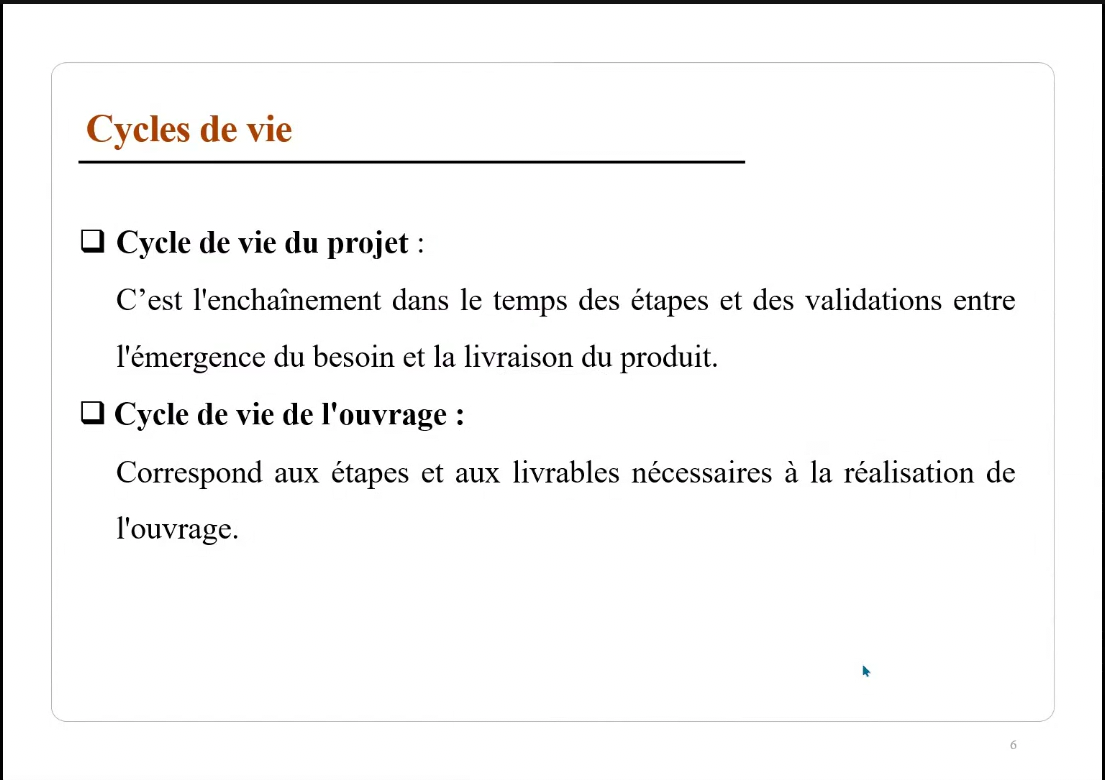 Cycles de vie
❑ Cycle de vie du projet :
C’est l'enchaînement dans le temps des étapes et des validations entre
l'émergence du besoin et la livraison du produit.
❑ Cycle de vie de l'ouvrage :
Correspond aux étapes et aux livrables nécessaires à la réalisation de
l'ouvrage.
6